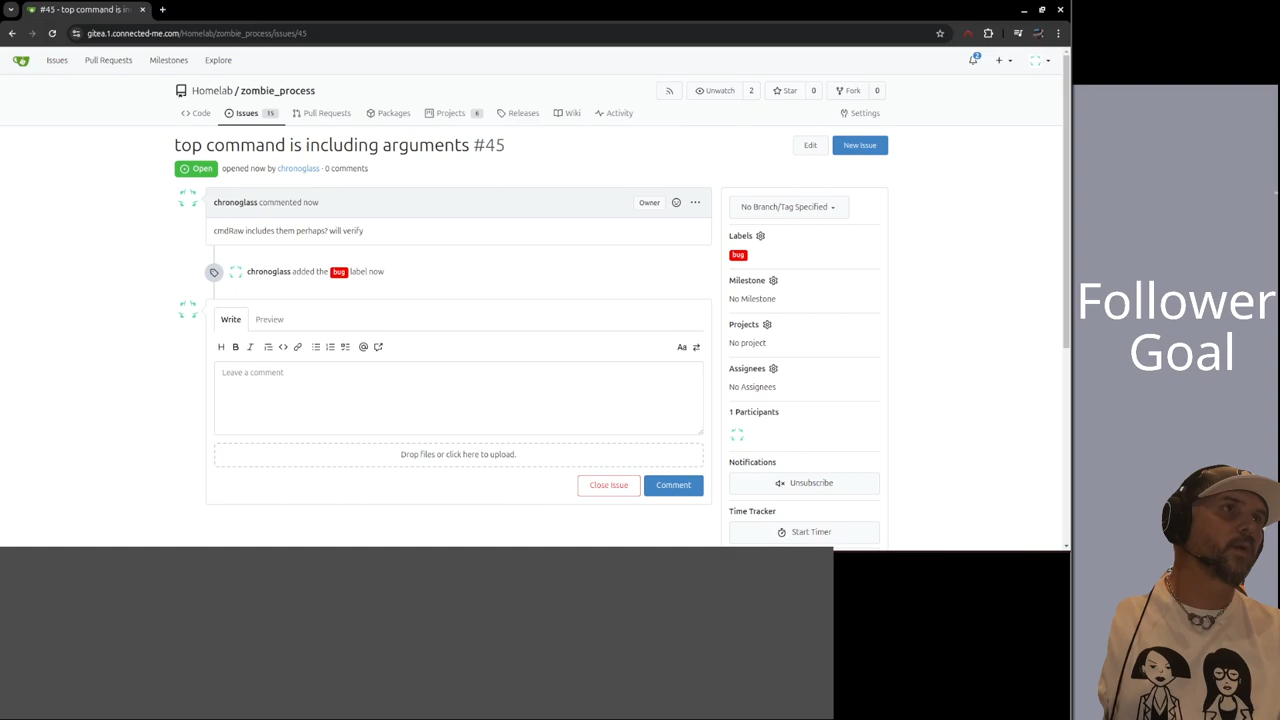 #45 - top command is in
gitea.1.connected-me.com/Homelab/zombie_process/issues/45
Issues Pull Requests Milestones Explore 2
Homelab / zombie_process Unwatch 2 Star 0 Fork 0
Code Issues 15 Pull Requests Packages Projects 6 Releases Wiki Activity Settings
top command is including arguments #45 Edit New Issue
Open opened now by chronoglass · 0 comments
chronoglass commented now Owner
cmdRaw includes them perhaps? will verify
chronoglass added the bug label now
Write Preview
H B I Aa
Leave a comment
Drop files or click here to upload.
Close Issue Comment
No Branch/Tag Specified
Labels
bug
Milestone
No Milestone
Projects
No project
Assignees
No Assignees
1 Participants
Notifications
Unsubscribe
Time Tracker
Start Timer
Follower
Goal